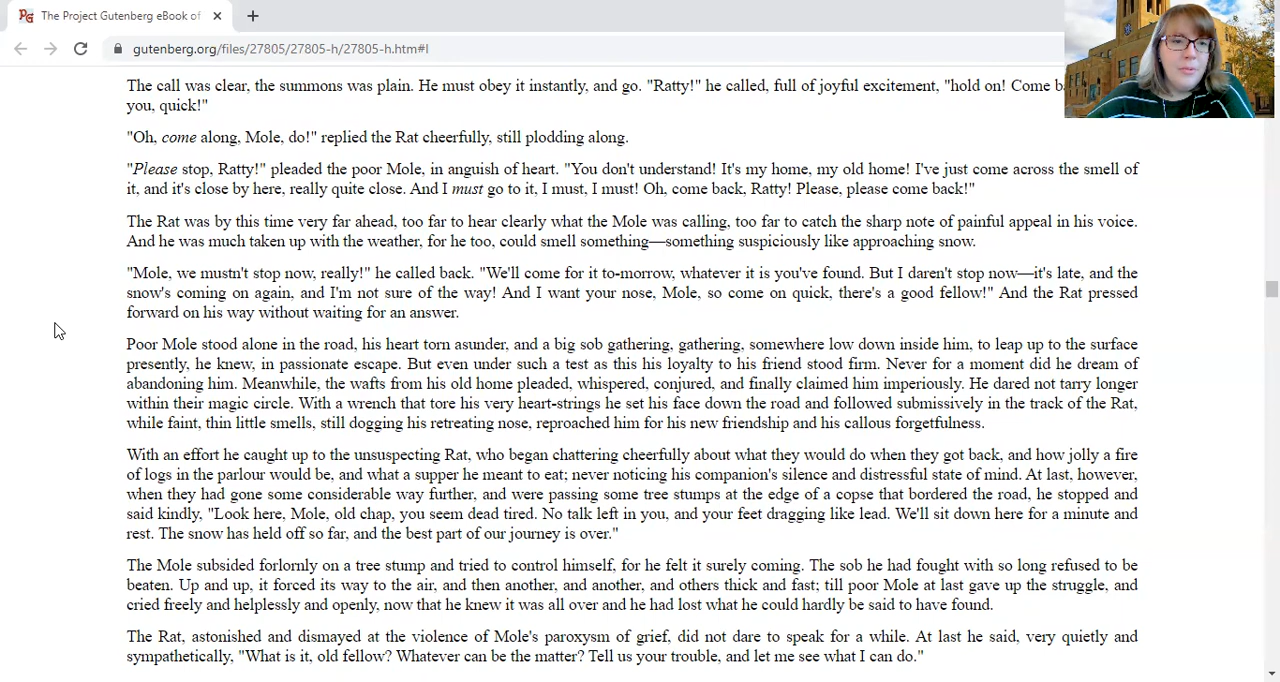 The Project Gutenberg eBook of
gutenberg.org/files/27805/27805-h/27805-h.htm#I
The call was clear, the summons was plain. He must obey it instantly, and go. "Ratty!" he called, full of joyful excitement, "hold on! Come
you, quick!"
"Oh, come along, Mole, do!" replied the Rat cheerfully, still plodding along.
"Please stop, Ratty!" pleaded the poor Mole, in anguish of heart. "You don't understand! It's my home, my old home! I've just come across the smell of
it, and it's close by here, really quite close. And I must go to it, I must, I must! Oh, come back, Ratty! Please, please come back!"
The Rat was by this time very far ahead, too far to hear clearly what the Mole was calling, too far to catch the sharp note of painful appeal in his voice.
And he was much taken up with the weather, for he too, could smell something—something suspiciously like approaching snow.
"Mole, we mustn't stop now, really!" he called back. "We'll come for it to-morrow, whatever it is you've found. But I daren't stop now—it's late, and the
snow's coming on again, and I'm not sure of the way! And I want your nose, Mole, so come on quick, there's a good fellow!" And the Rat pressed
forward on his way without waiting for an answer.
Poor Mole stood alone in the road, his heart torn asunder, and a big sob gathering, gathering, somewhere low down inside him, to leap up to the surface
presently, he knew, in passionate escape. But even under such a test as this his loyalty to his friend stood firm. Never for a moment did he dream of
abandoning him. Meanwhile, the wafts from his old home pleaded, whispered, conjured, and finally claimed him imperiously. He dared not tarry longer
within their magic circle. With a wrench that tore his very heart-strings he set his face down the road and followed submissively in the track of the Rat,
while faint, thin little smells, still dogging his retreating nose, reproached him for his new friendship and his callous forgetfulness.
With an effort he caught up to the unsuspecting Rat, who began chattering cheerfully about what they would do when they got back, and how jolly a fire
of logs in the parlour would be, and what a supper he meant to eat; never noticing his companion's silence and distressful state of mind. At last, however,
when they had gone some considerable way further, and were passing some tree stumps at the edge of a copse that bordered the road, he stopped and
said kindly, "Look here, Mole, old chap, you seem dead tired. No talk left in you, and your feet dragging like lead. We'll sit down here for a minute and
rest. The snow has held off so far, and the best part of our journey is over."
The Mole subsided forlornly on a tree stump and tried to control himself, for he felt it surely coming. The sob he had fought with so long refused to be
beaten. Up and up, it forced its way to the air, and then another, and another, and others thick and fast; till poor Mole at last gave up the struggle, and
cried freely and helplessly and openly, now that he knew it was all over and he had lost what he could hardly be said to have found.
The Rat, astonished and dismayed at the violence of Mole's paroxysm of grief, did not dare to speak for a while. At last he said, very quietly and
sympathetically, "What is it, old fellow? Whatever can be the matter? Tell us your trouble, and let me see what I can do."